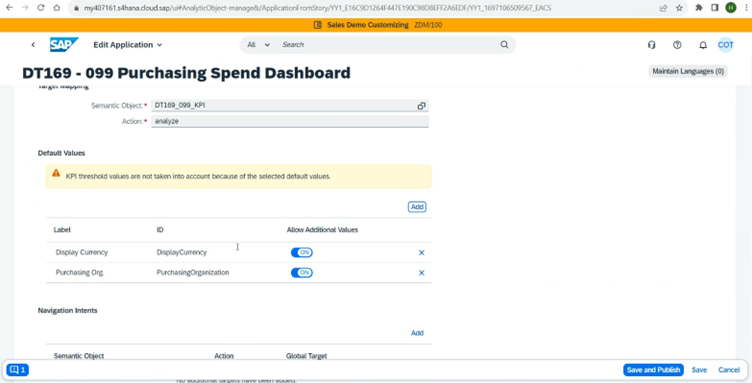 my407161.s4hana.cloud.sap/ui#AnalyticObject-manage&/ApplicationFromStory/YY1_E16C9D1264F447E190C98D8EFF2A6EDF/YY1_1697106509567_EACS
H
Sales Demo Customizing ZDM/100
SAP Edit Application All Search COT
DT169 - 099 Purchasing Spend Dashboard
Maintain Languages (0)
Target Mapping
Semantic Object: * DT169_099_KPI
Action: * analyze
Default Values
KPI threshold values are not taken into account because of the selected default values.
Add
Label ID Allow Additional Values
Display Currency DisplayCurrency ON
Purchasing Org. PurchasingOrganization ON
Navigation Intents
Add
Semantic Object Action Global Target
No additional targets have been added.
1 Save and Publish Save Cancel